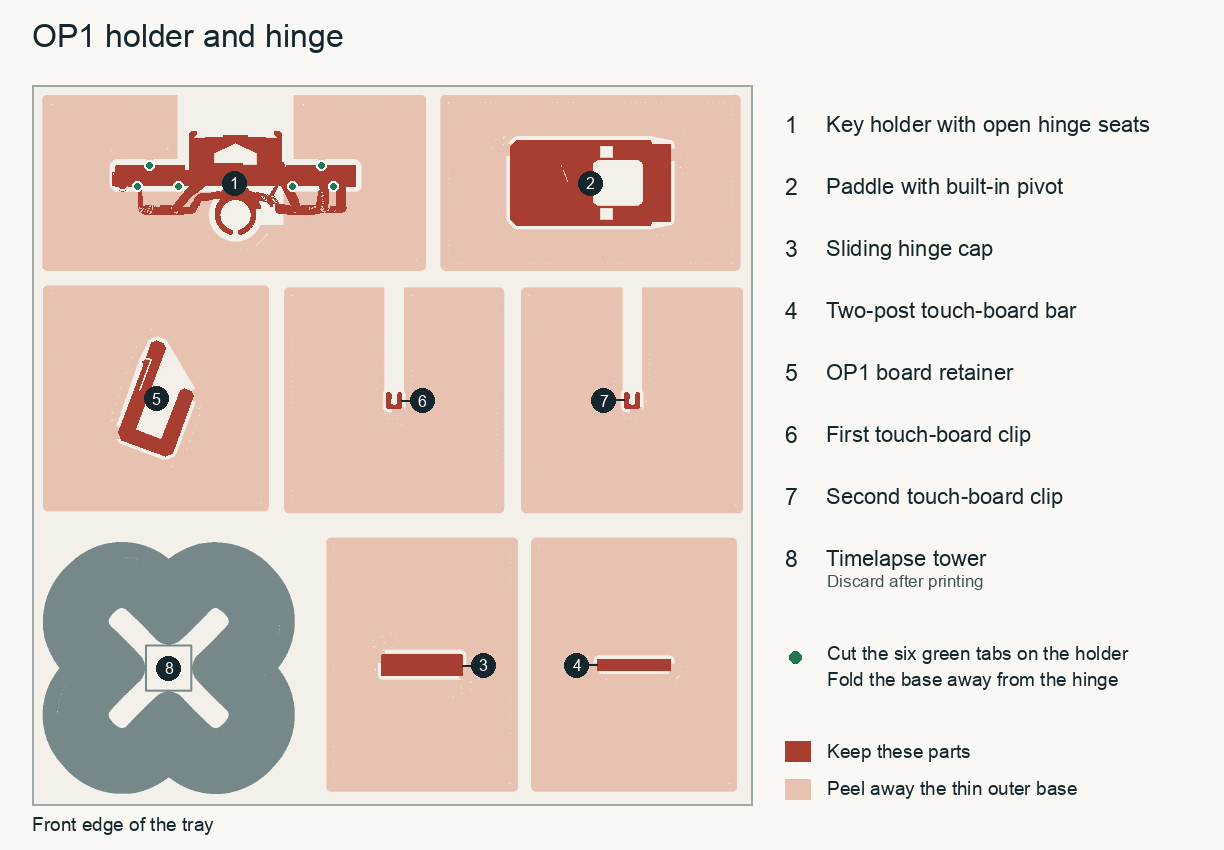 OP1 holder and hinge
1
2
5
6
7
8
3
4
Front edge of the tray
1 Key holder with open hinge seats
2 Paddle with built-in pivot
3 Sliding hinge cap
4 Two-post touch-board bar
5 OP1 board retainer
6 First touch-board clip
7 Second touch-board clip
8 Timelapse tower
Discard after printing
Cut the six green tabs on the holder
Fold the base away from the hinge
Keep these parts
Peel away the thin outer base